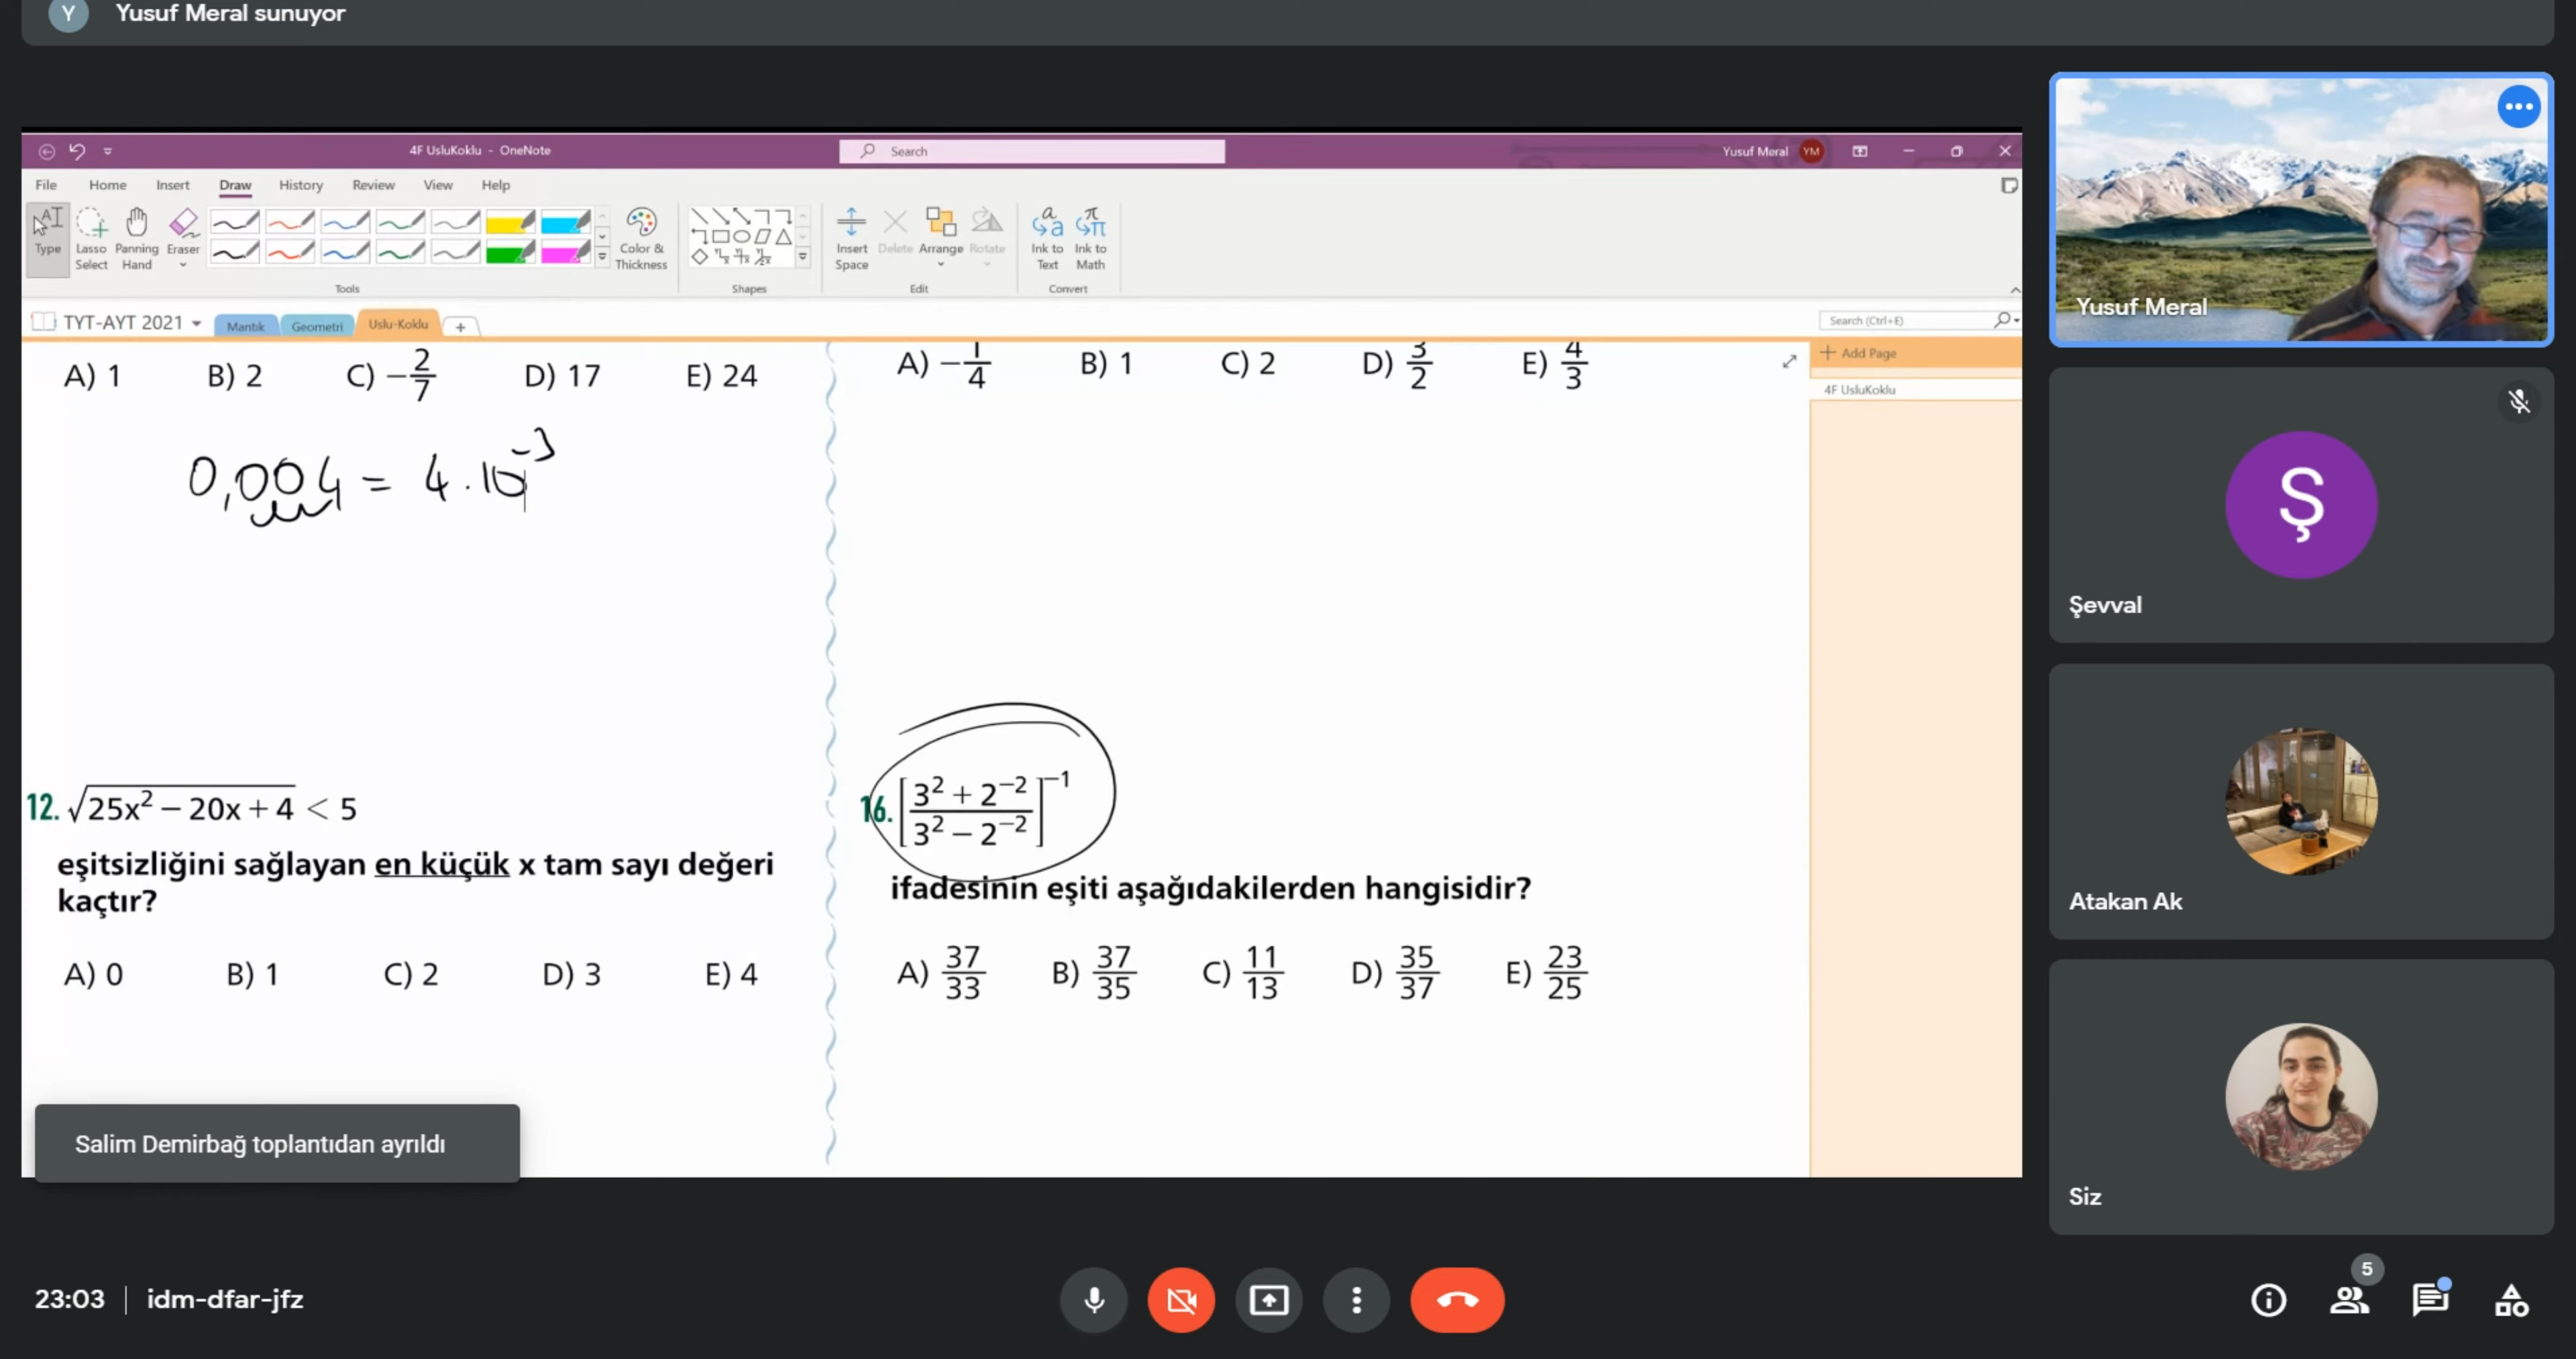 Y Yusuf Meral sunuyor
4F UsluKoklu - OneNote
Search
Yusuf Meral YM
File Home Insert Draw History Review View Help
Type
Lasso Select
Panning Hand
Eraser
Color & Thickness
Insert Space
Delete
Arrange
Rotate
Ink to Text
Ink to Math
Tools
Shapes
Edit
Convert
TYT-AYT 2021
Mantık
Geometri
Uslu-Koklu
+
Search (Ctrl+E)
+ Add Page
4F UsluKoklu
A) 1 B) 2 C) −2/7 D) 17 E) 24
0,004 = 4.10⁻³
12. √(25x² − 20x + 4) < 5
eşitsizliğini sağlayan en küçük x tam sayı değeri
kaçtır?
A) 0 B) 1 C) 2 D) 3 E) 4
A) −1/4 B) 1 C) 2 D) 3/2 E) 4/3
16. [(3² + 2⁻²)/(3² − 2⁻²)]⁻¹
ifadesinin eşiti aşağıdakilerden hangisidir?
A) 37/33 B) 37/35 C) 11/13 D) 35/37 E) 23/25
Salim Demirbağ toplantıdan ayrıldı
Yusuf Meral
Ş
Şevval
Atakan Ak
Siz
23:03 | idm-dfar-jfz
5